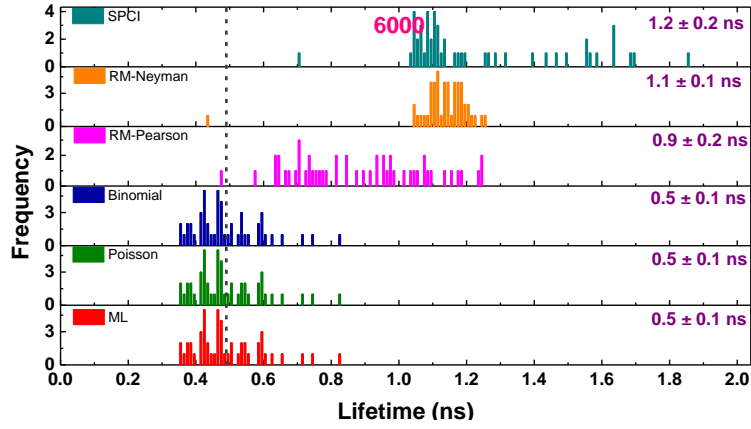 4
2
0
SPCI
6000
1.2 ± 0.2 ns
3
0
RM-Neyman
1.1 ± 0.1 ns
2
0
RM-Pearson
0.9 ± 0.2 ns
3
0
Binomial
0.5 ± 0.1 ns
3
0
Poisson
0.5 ± 0.1 ns
3
0
ML
0.5 ± 0.1 ns
Frequency
0.0 0.2 0.4 0.6 0.8 1.0 1.2 1.4 1.6 1.8 2.0
Lifetime (ns)